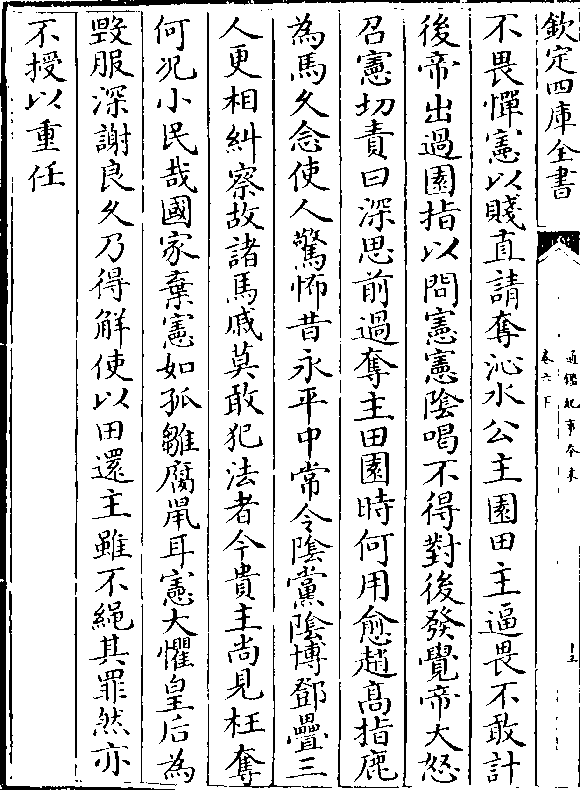 欽定四庫全書
通鑑紀事本末
卷六下
十五
不畏憚憲以賤直請奪沁水公主園田主逼畏不敢計
後帝出過園指以問憲憲陰喝不得對後發覺帝大怒
召憲切責曰深思前過奪主田園時何用愈趙髙指鹿
為馬乆念使人驚怖昔永平中常令陰黨陰博鄧疊三
人更相糾察故諸馬戚莫敢犯法者今貴主尚見枉奪
何况小民哉國家棄憲如孤雛腐䑕耳憲大懼皇后為
毀服深謝良乆乃得解使以田還主雖不繩其罪然亦
不授以重任